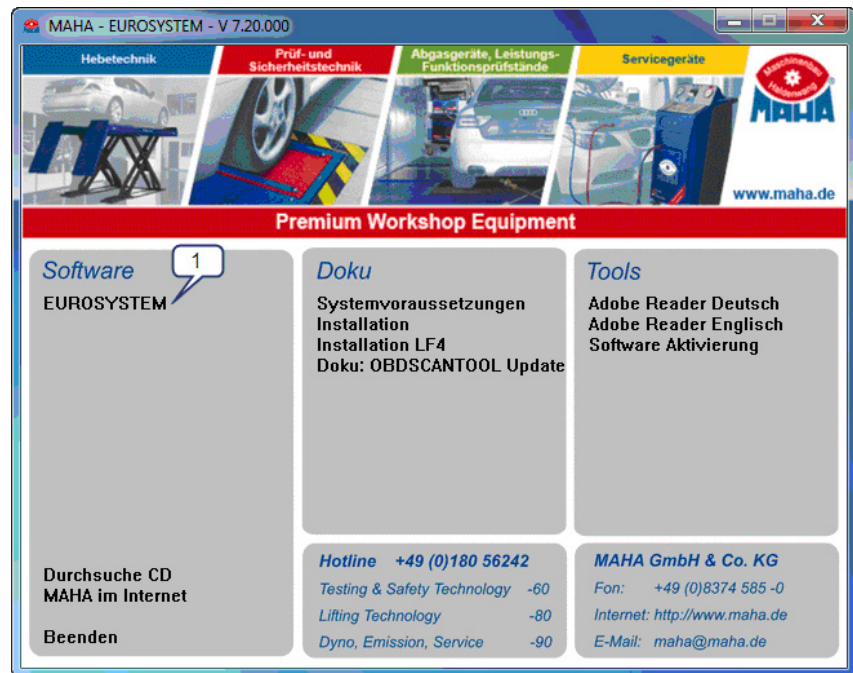 MAHA - EUROSYSTEM - V 7.20.000
Hebetechnik
Prüf- und
Sicherheitstechnik
Abgasgeräte, Leistungs-
Funktionsprüfstände
Servicegeräte
Maschinenbau
Haldenwang
MAHA
www.maha.de
Premium Workshop Equipment
Software
1
EUROSYSTEM
Durchsuche CD
MAHA im Internet
Beenden
Doku
Systemvoraussetzungen
Installation
Installation LF4
Doku: OBDSCANTOOL Update
Tools
Adobe Reader Deutsch
Adobe Reader Englisch
Software Aktivierung
Hotline +49 (0)180 56242
Testing & Safety Technology -60
Lifting Technology -80
Dyno, Emission, Service -90
MAHA GmbH & Co. KG
Fon: +49 (0)8374 585 -0
Internet: http://www.maha.de
E-Mail: maha@maha.de